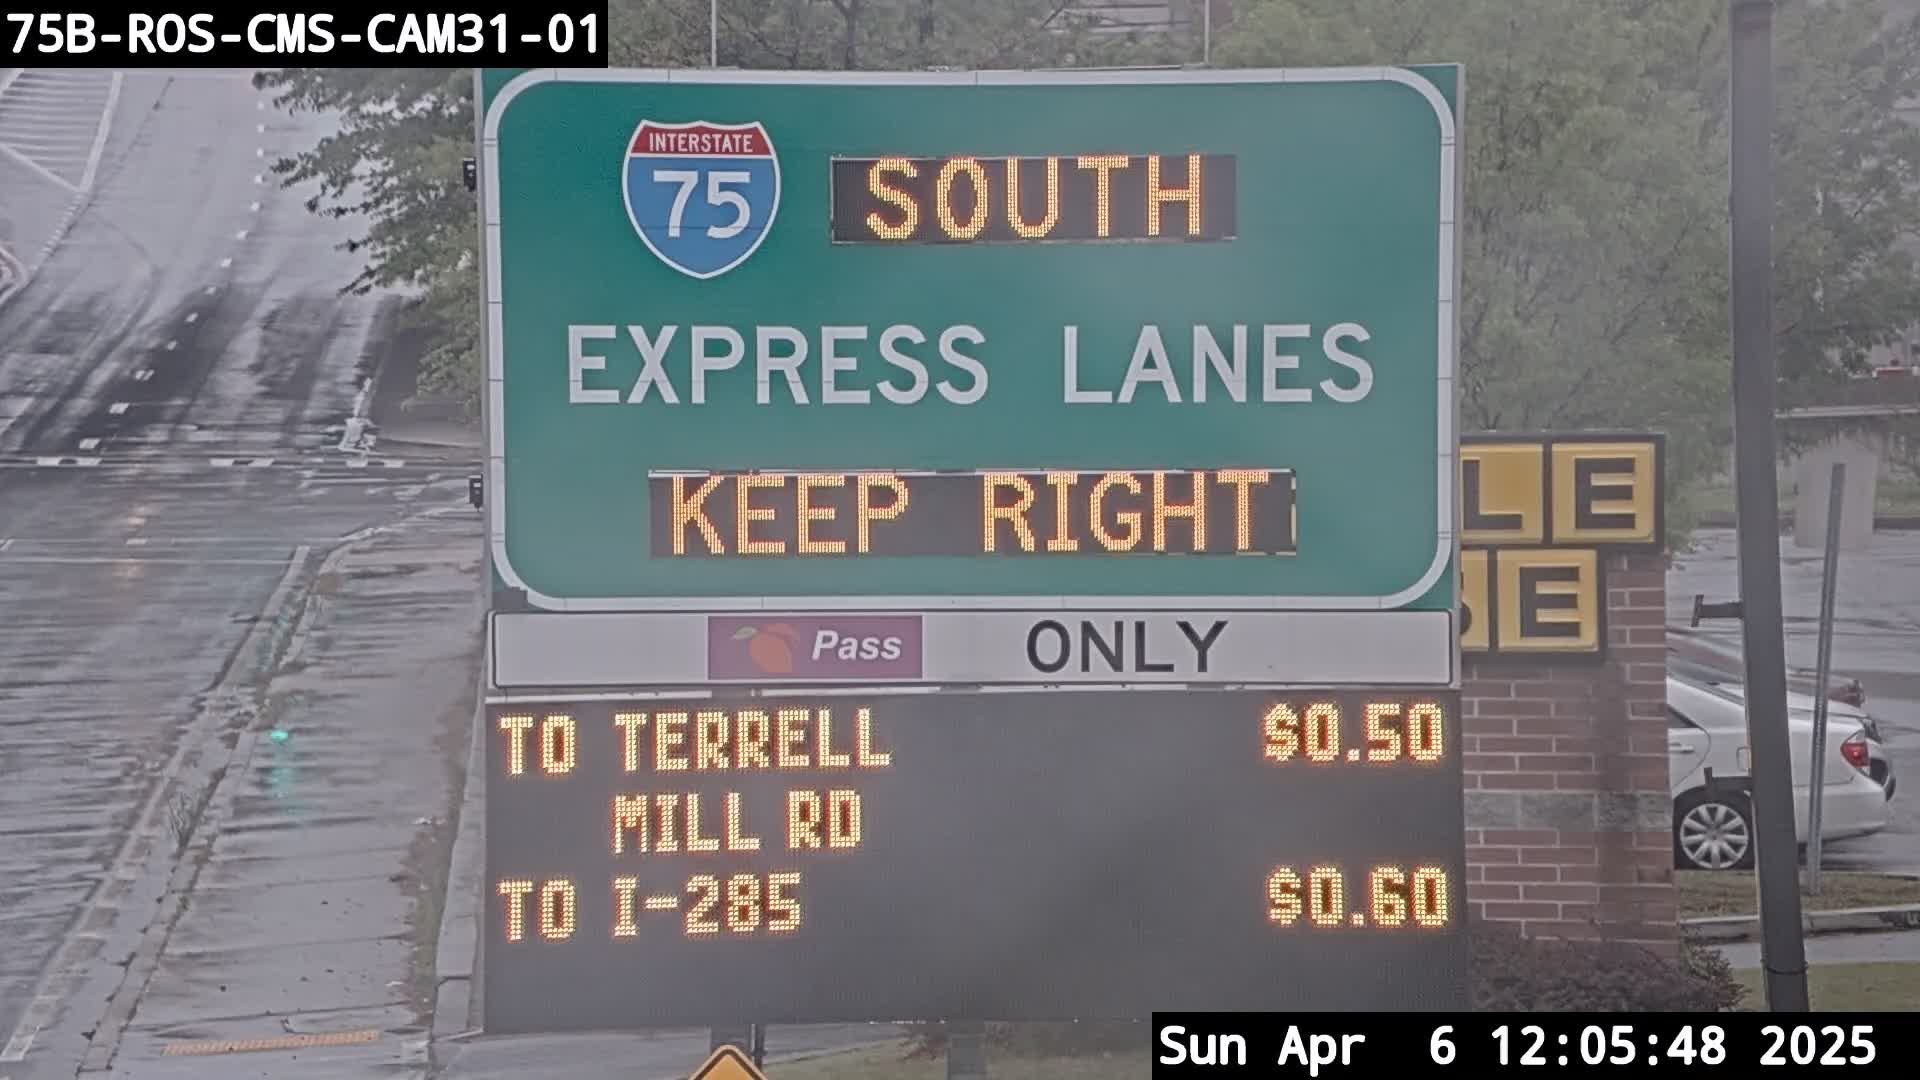 75B-ROS-CMS-CAM31-01
INTERSTATE
75
SOUTH
EXPRESS LANES
KEEP RIGHT
Pass ONLY
TO TERRELL $0.50
MILL RD
TO I-285 $0.60
LE
E
Sun Apr 6 12:05:48 2025